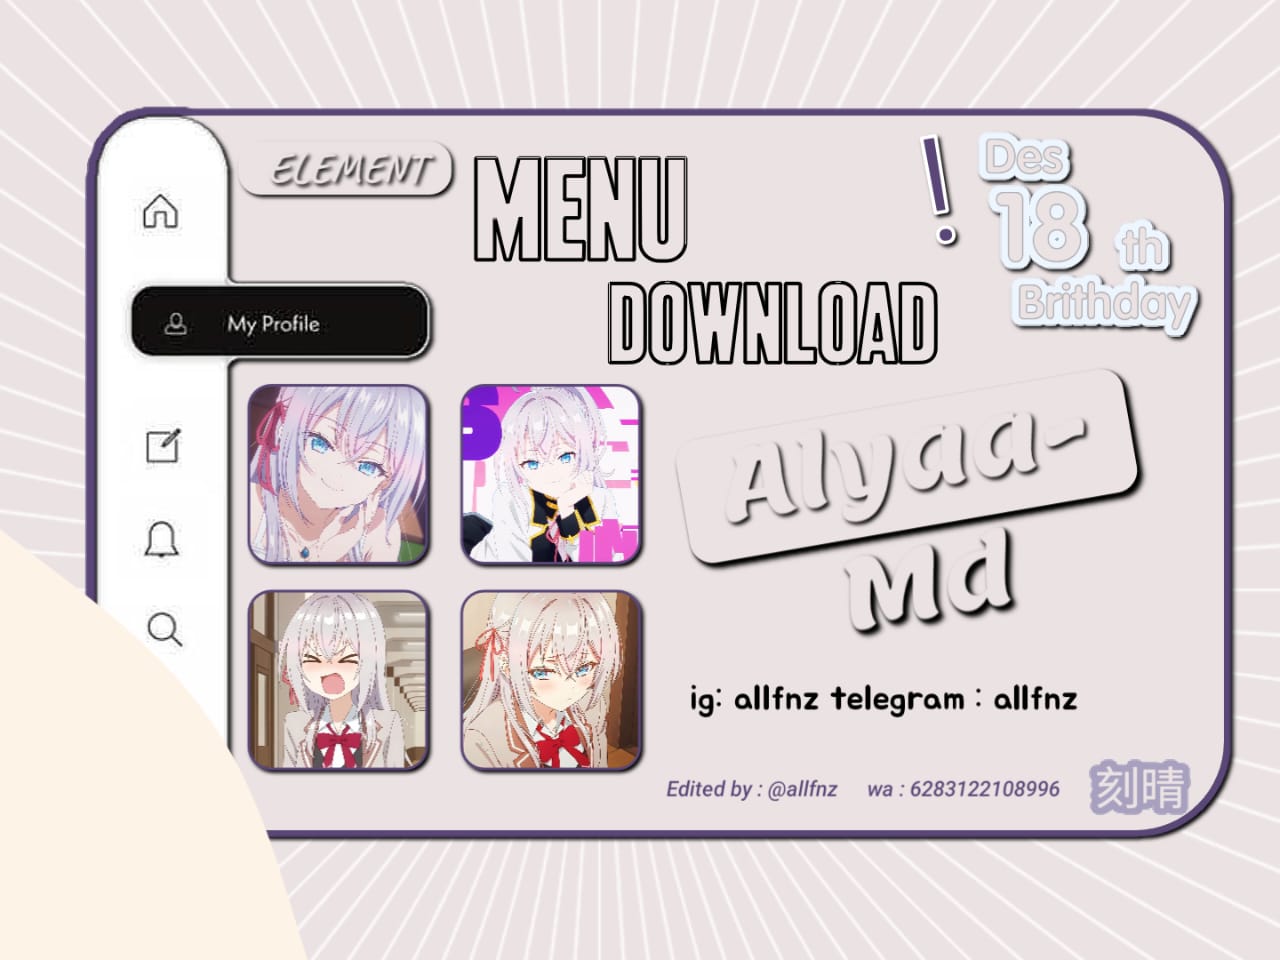 ELEMENT
MENU
DOWNLOAD
!
Des
18
th
Brithday
My Profile
Alyaa-
Md
ig: allfnz telegram : allfnz
Edited by : @allfnz wa : 6283122108996
刻晴